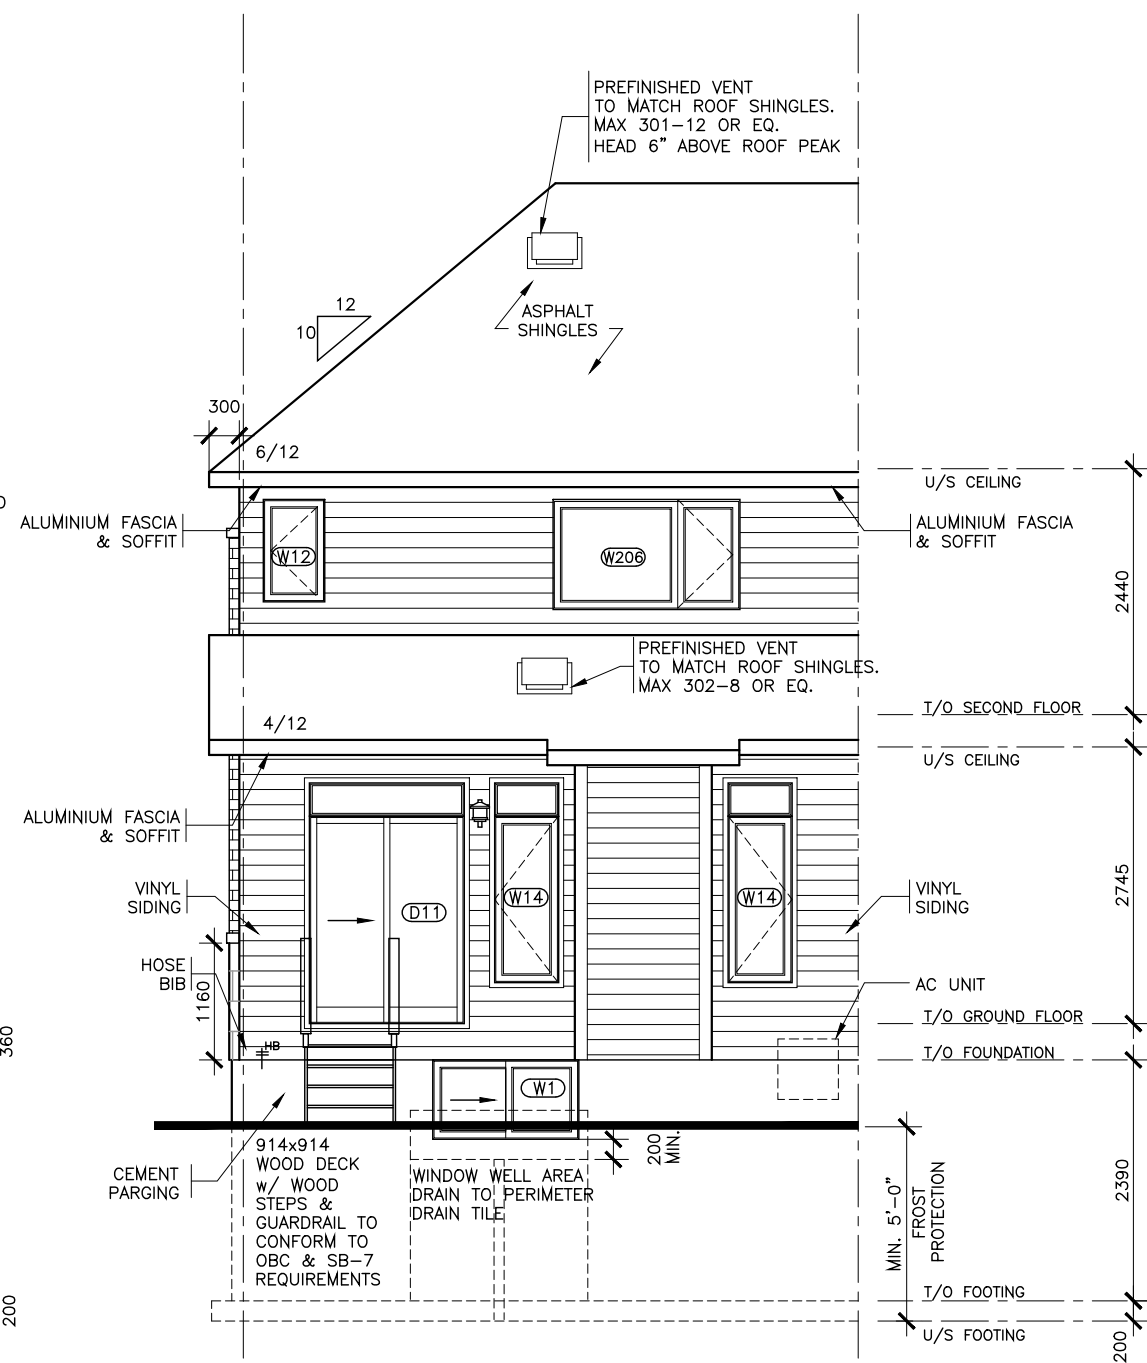 PREFINISHED VENT
TO MATCH ROOF SHINGLES.
MAX 301-12 OR EQ.
HEAD 6" ABOVE ROOF PEAK
12
10
ASPHALT
SHINGLES
300
6/12
U/S CEILING
0
ALUMINIUM FASCIA
& SOFFIT
W12
W206
ALUMINIUM FASCIA
& SOFFIT
2440
PREFINISHED VENT
TO MATCH ROOF SHINGLES.
MAX 302-8 OR EQ.
4/12
T/O SECOND FLOOR
U/S CEILING
ALUMINIUM FASCIA
& SOFFIT
VINYL
SIDING
D11
W14
W14
VINYL
SIDING
2745
HOSE
BIB
1160
AC UNIT
T/O GROUND FLOOR
360
HB
T/O FOUNDATION
W1
914x914
WOOD DECK
w/ WOOD
STEPS &
GUARDRAIL TO
CONFORM TO
OBC & SB-7
REQUIREMENTS
200
MIN.
CEMENT
PARGING
WINDOW WELL AREA
DRAIN TO PERIMETER
DRAIN TILE
MIN. 5'-0"
FROST
PROTECTION
2390
200
T/O FOOTING
U/S FOOTING
200